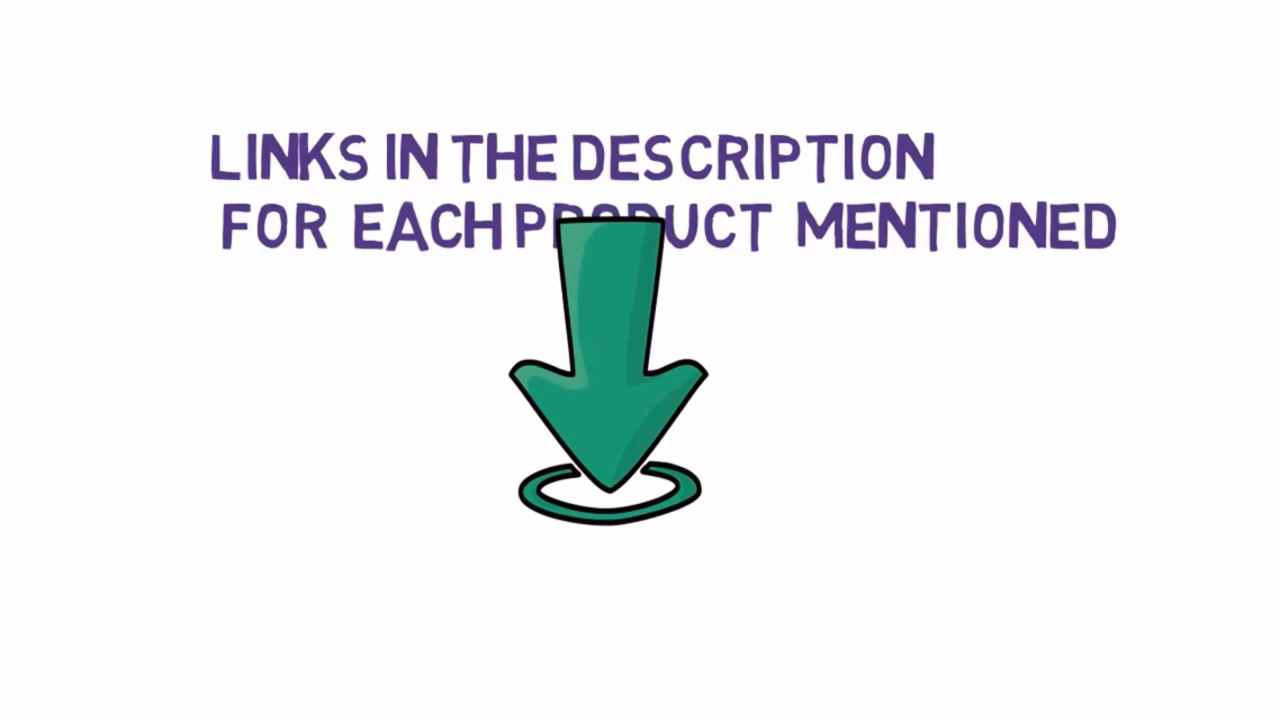 LINKS IN THE DESCRIPTION
FOR EACH PRODUCT MENTIONED